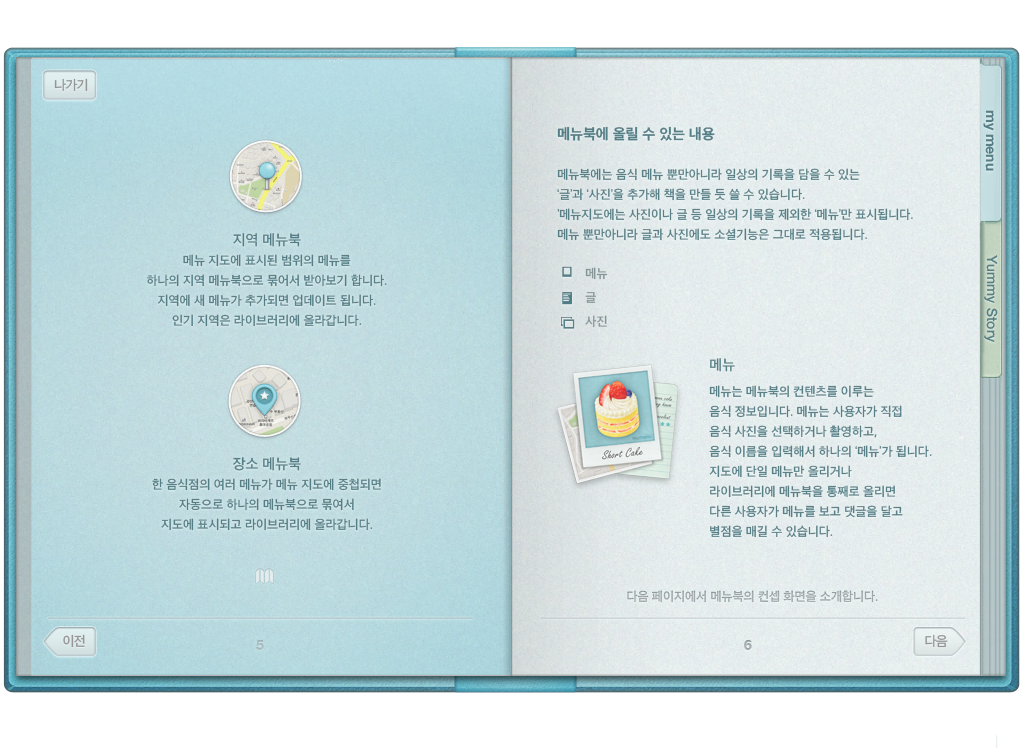 나가기
지역 메뉴북
메뉴 지도에 표시된 범위의 메뉴를
하나의 지역 메뉴북으로 묶어서 받아보기 합니다.
지역에 새 메뉴가 추가되면 업데이트 됩니다.
인기 지역은 라이브러리에 올라갑니다.
장소 메뉴북
한 음식점의 여러 메뉴가 메뉴 지도에 중첩되면
자동으로 하나의 메뉴북으로 묶여서
지도에 표시되고 라이브러리에 올라갑니다.
이전
5
메뉴북에 올릴 수 있는 내용
메뉴북에는 음식 메뉴 뿐만아니라 일상의 기록을 담을 수 있는
'글'과 '사진'을 추가해 책을 만들 듯 쓸 수 있습니다.
'메뉴지도에는 사진이나 글 등 일상의 기록을 제외한 '메뉴'만 표시됩니다.
메뉴 뿐만아니라 글과 사진에도 소셜기능은 그대로 적용됩니다.
메뉴
글
사진
Short Cake
메뉴
메뉴는 메뉴북의 컨텐츠를 이루는
음식 정보입니다. 메뉴는 사용자가 직접
음식 사진을 선택하거나 촬영하고,
음식 이름을 입력해서 하나의 '메뉴'가 됩니다.
지도에 단일 메뉴만 올리거나
라이브러리에 메뉴북을 통째로 올리면
다른 사용자가 메뉴를 보고 댓글을 달고
별점을 매길 수 있습니다.
다음 페이지에서 메뉴북의 컨셉 화면을 소개합니다.
6
다음
my menu
Yummy Story